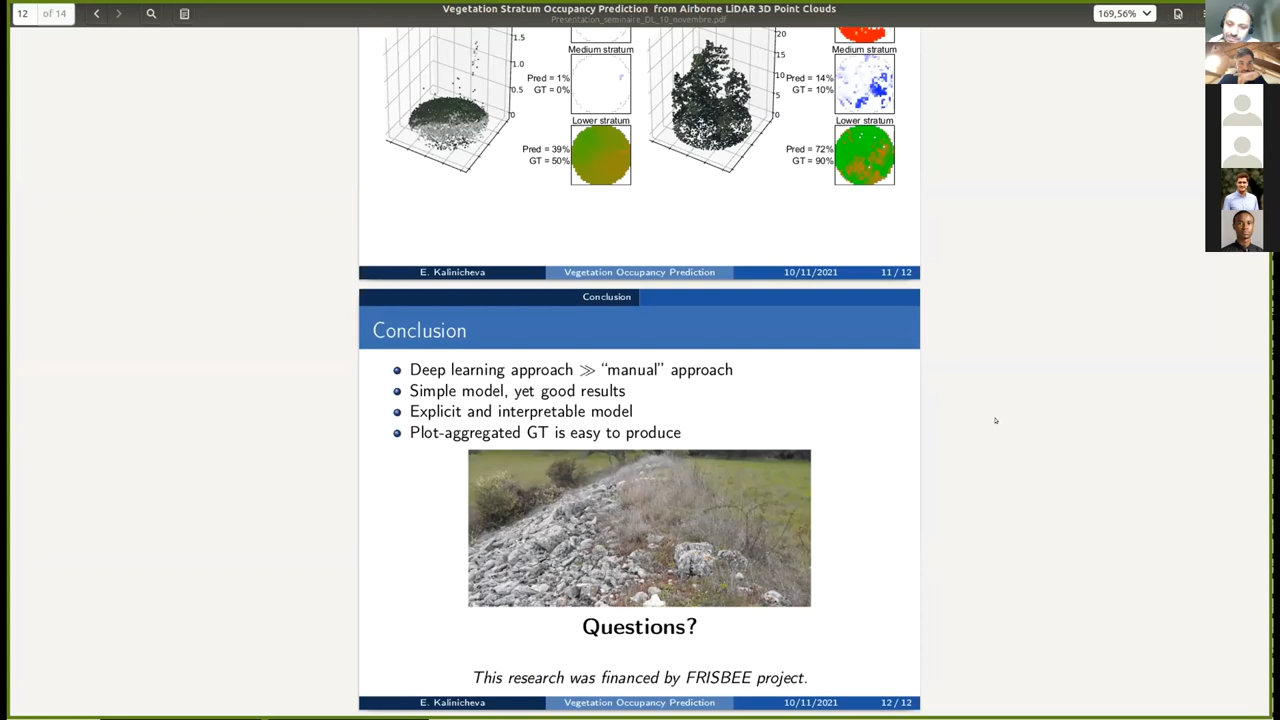 12 of 14
Vegetation Stratum Occupancy Prediction from Airborne LiDAR 3D Point Clouds
Presentation_seminaire_DL_10_novembre.pdf
169,56%
1.5
1.0
0.5
0
Medium stratum
Pred = 1%
GT = 0%
Lower stratum
Pred = 39%
GT = 50%
20
15
10
5
0
Medium stratum
Pred = 14%
GT = 10%
Lower stratum
Pred = 72%
GT = 90%
E. Kalinicheva Vegetation Occupancy Prediction 10/11/2021 11 / 12
Conclusion
Conclusion
Deep learning approach ≫ “manual” approach
Simple model, yet good results
Explicit and interpretable model
Plot-aggregated GT is easy to produce
Questions?
This research was financed by FRISBEE project.
E. Kalinicheva Vegetation Occupancy Prediction 10/11/2021 12 / 12